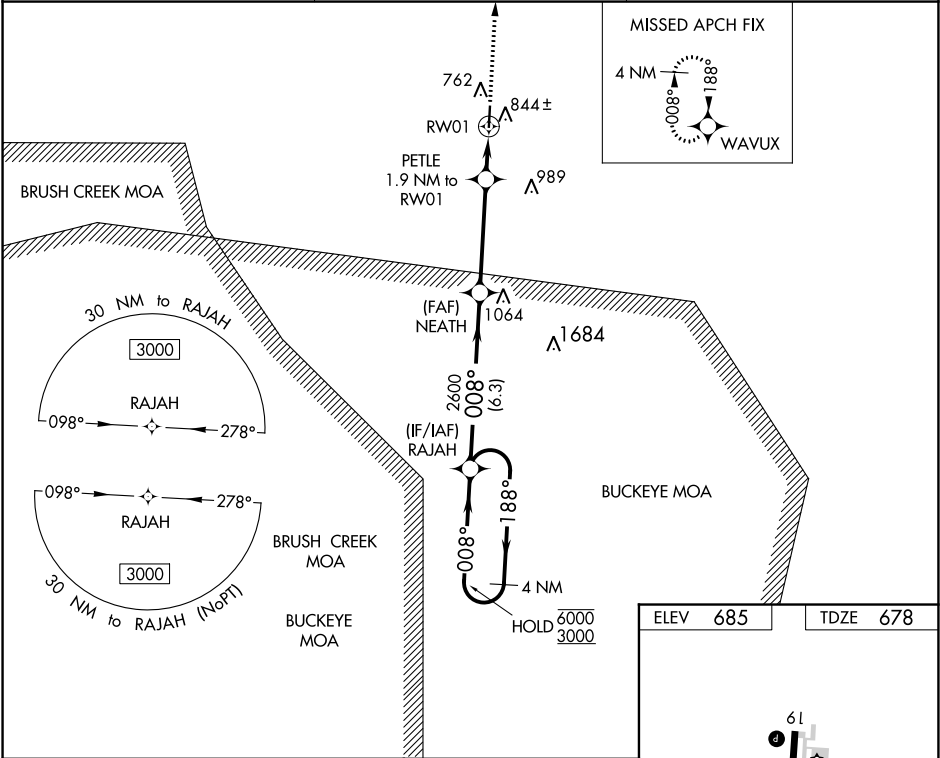 MISSED APCH FIX
4 NM
188°
008°
WAVUX
762
844±
RW01
PETLE
1.9 NM to
RW01
989
BRUSH CREEK MOA
(FAF)
NEATH
1064
1684
30 NM to RAJAH
3000
RAJAH
098°
278°
2600
008°
(6.3)
(IF/IAF)
RAJAH
098°
278°
RAJAH
3000
30 NM to RAJAH (NoPT)
BRUSH CREEK
MOA
BUCKEYE
MOA
008°
188°
4 NM
HOLD 6000
3000
BUCKEYE MOA
ELEV 685
TDZE 678
19
P